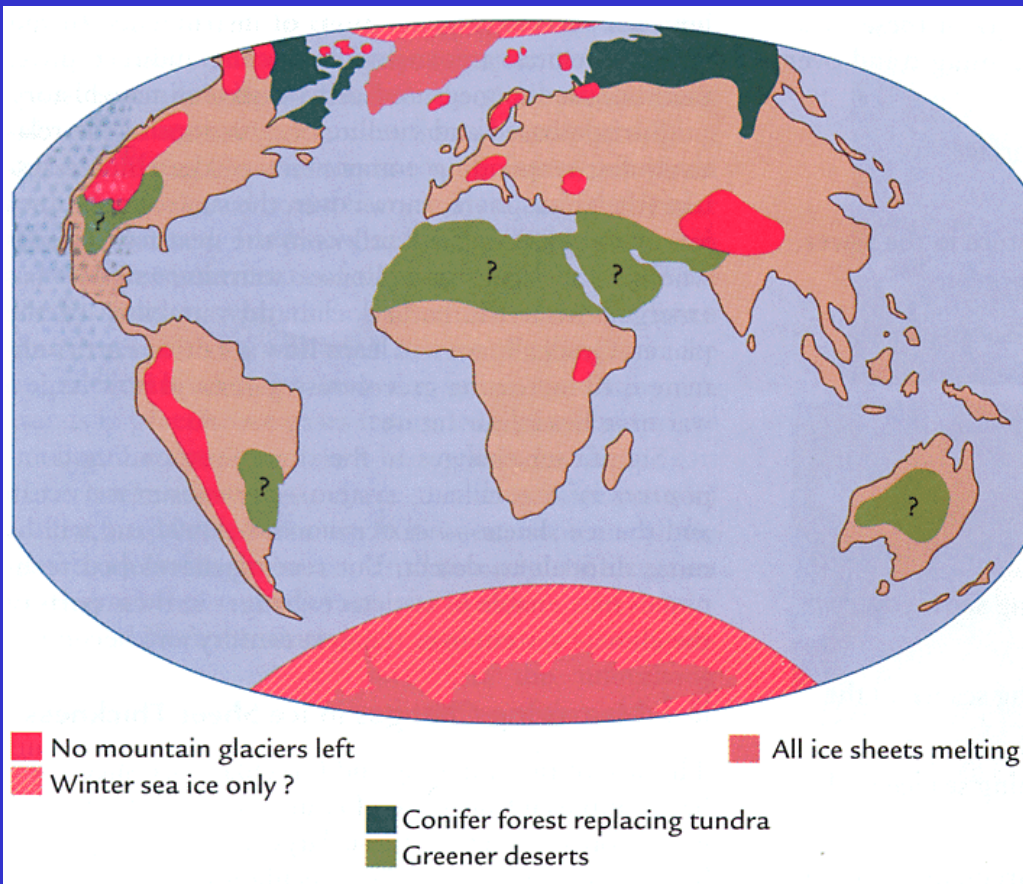 ?
?
?
?
?
No mountain glaciers left
All ice sheets melting
Winter sea ice only ?
Conifer forest replacing tundra
Greener deserts